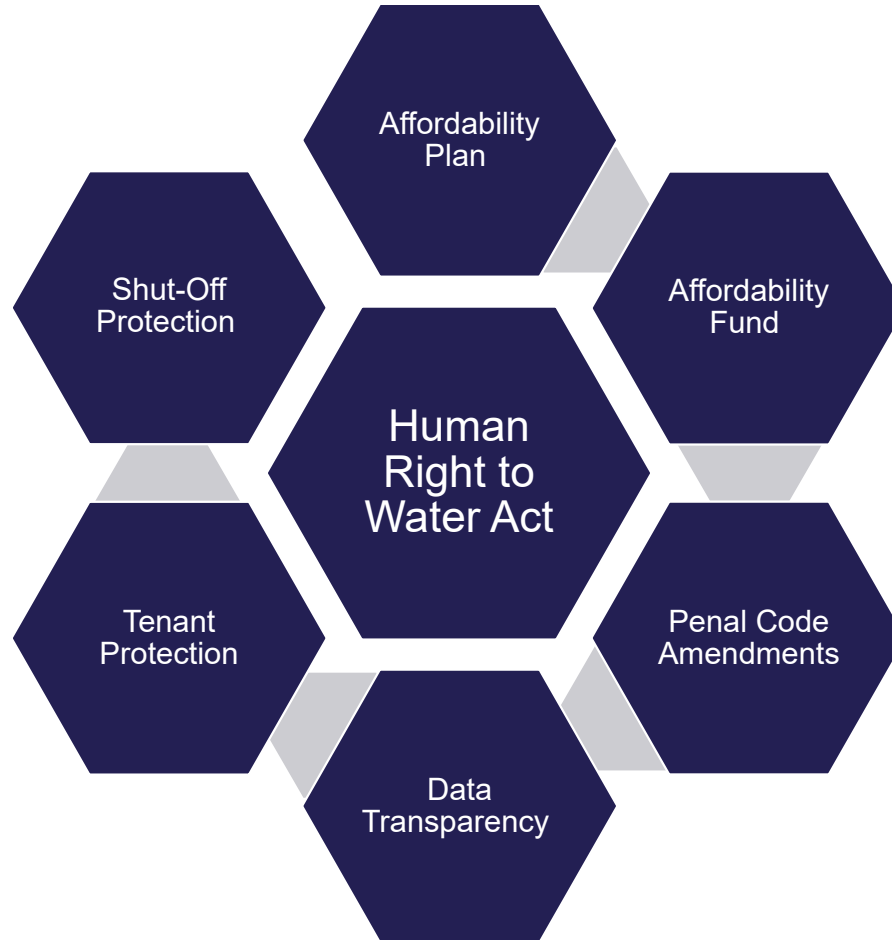 Affordability
Plan
Affordability
Fund
Penal Code
Amendments
Data
Transparency
Tenant
Protection
Shut-Off
Protection
Human
Right to
Water Act